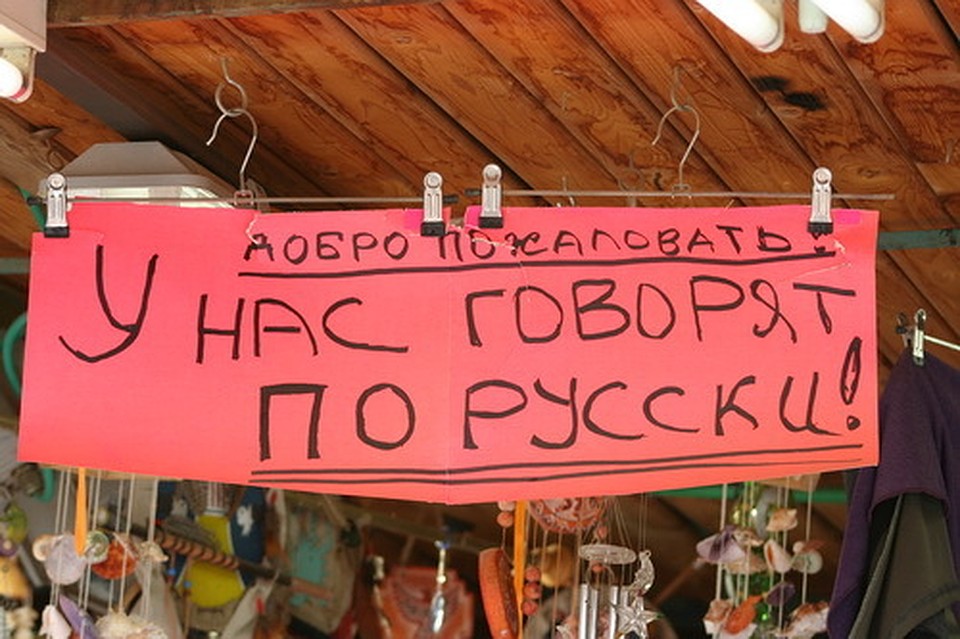 ДОБРО ПОЖАЛОВАТЬ!
У НАС ГОВОРЯТ
ПО РУССКИ!